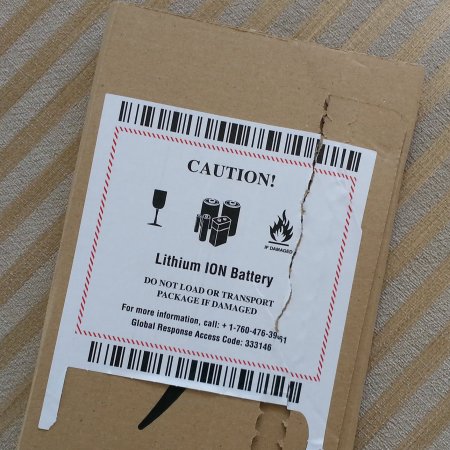 CAUTION!
IF DAMAGED
Lithium ION Battery
DO NOT LOAD OR TRANSPORT
PACKAGE IF DAMAGED
For more information, call: + 1-760-476-3961
Global Response Access Code: 333146